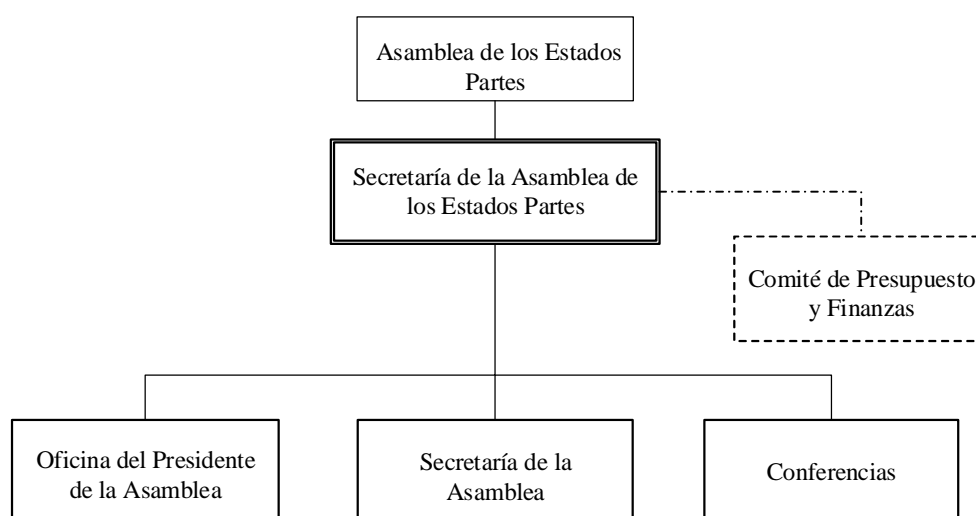 Asamblea de los Estados
Partes
Secretaría de la Asamblea de
los Estados Partes
Comité de Presupuesto
y Finanzas
Oficina del Presidente
de la Asamblea
Secretaría de la
Asamblea
Conferencias